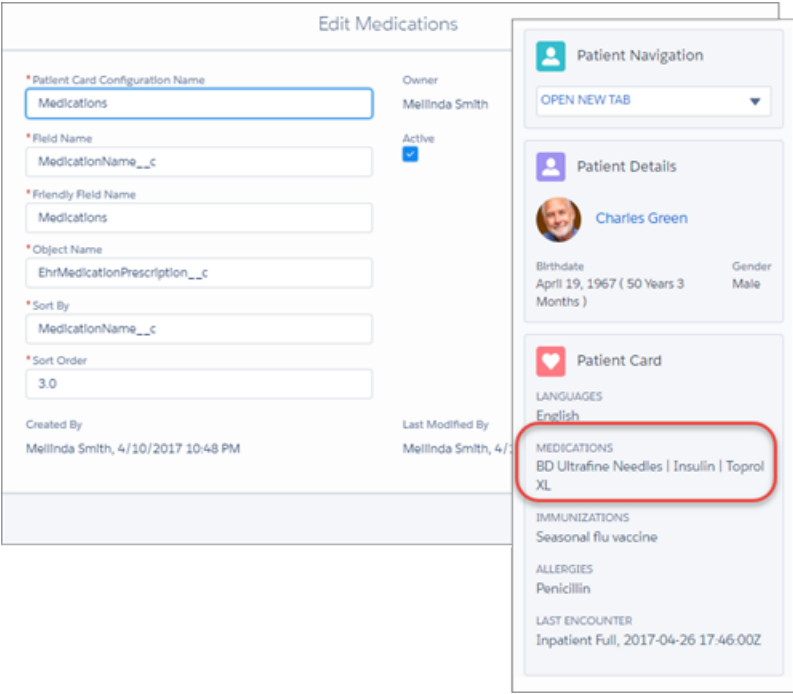 Edit Medications
*Patient Card Configuration Name
Medications
Owner
Melinda Smith
*Field Name
MedicationName__c
Active
*Friendly Field Name
Medications
*Object Name
EhrMedicationPrescription__c
*Sort By
MedicationName__c
*Sort Order
3.0
Created By
Melinda Smith, 4/10/2017 10:48 PM
Last Modified By
Melinda Smith, 4/
Patient Navigation
OPEN NEW TAB
Patient Details
Charles Green
Birthdate
April 19, 1967 ( 50 Years 3
Months )
Gender
Male
Patient Card
LANGUAGES
English
MEDICATIONS
BD Ultrafine Needles | Insulin | Toprol
XL
IMMUNIZATIONS
Seasonal flu vaccine
ALLERGIES
Penicillin
LAST ENCOUNTER
Inpatient Full, 2017-04-26 17:46:00Z